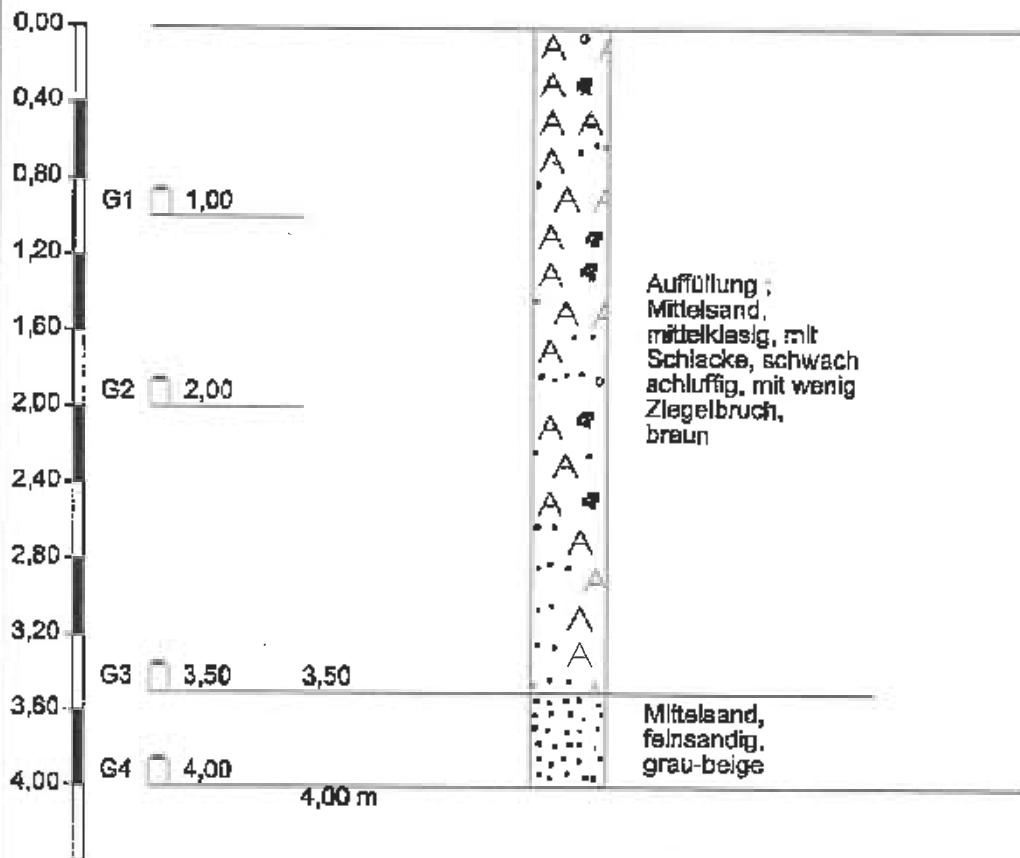 0,00
0,40
0,80
G1 1,00
1,20
Auffüllung ;
Mittelsand,
1,60
mittelkiesig, mit
Schlacke, schwach
schluffig, mit wenig
G2 2,00
2,00
Ziegelbruch,
braun
2,40
2,80
3,20
G3 3,50 3,50
3,60
Mittelsand,
feinsandig,
grau-beige
G4 4,00
4,00
4,00 m
A A
A
A A
A
A A
A
A
A A
A
A
A
A
A
A
A
A